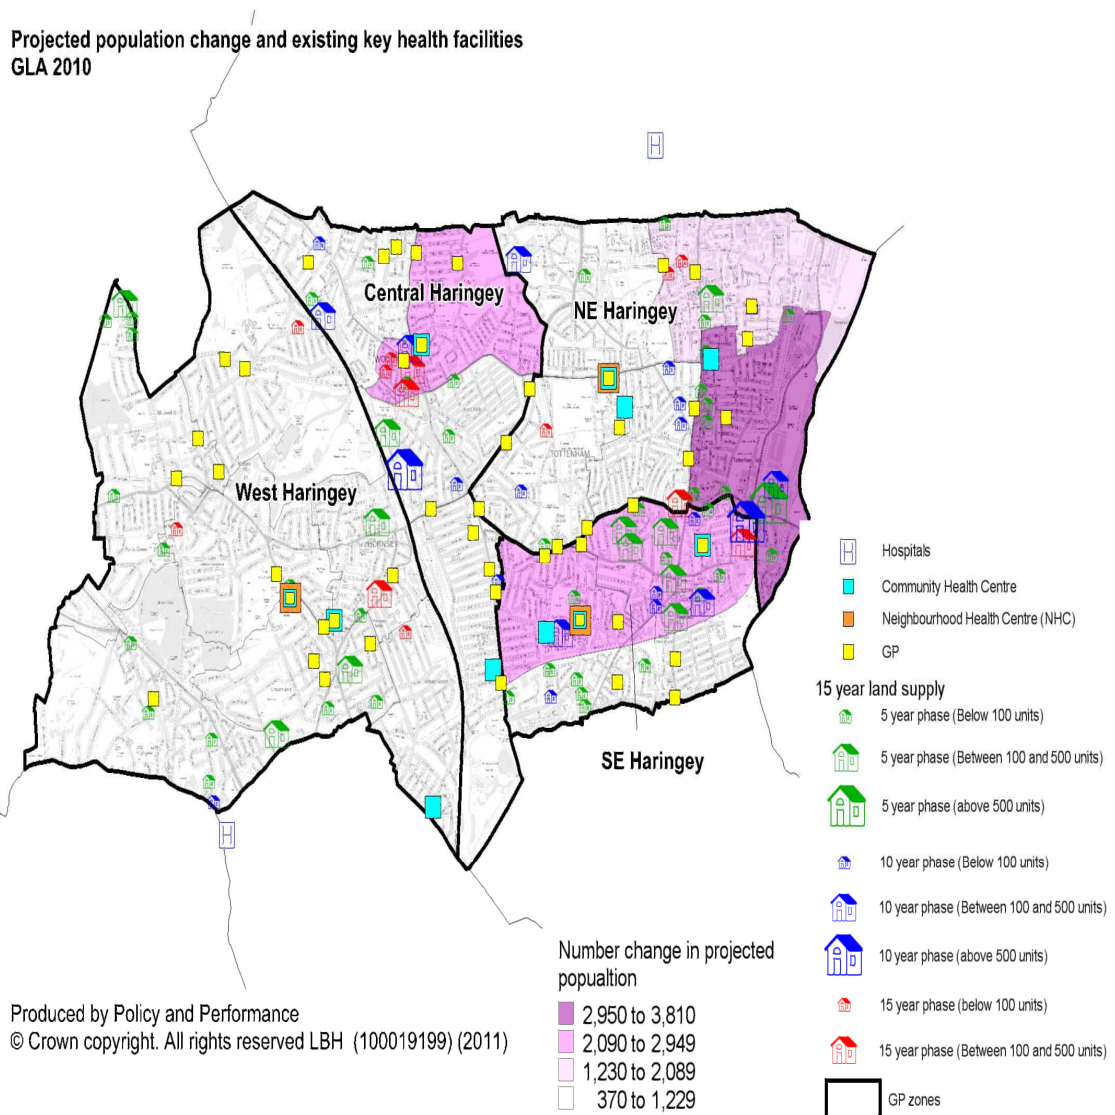 Projected population change and existing key health facilities
GLA 2010
Central Haringey
NE Haringey
TOTTENHAM
West Haringey
SE Haringey
Hospitals
Community Health Centre
Neighbourhood Health Centre (NHC)
GP
15 year land supply
5 year phase (Below 100 units)
5 year phase (Between 100 and 500 units)
5 year phase (above 500 units)
10 year phase (Below 100 units)
10 year phase (Between 100 and 500 units)
10 year phase (above 500 units)
15 year phase (below 100 units)
15 year phase (Between 100 and 500 units)
GP zones
Number change in projected
popualtion
2,950 to 3,810
2,090 to 2,949
1,230 to 2,089
370 to 1,229
Produced by Policy and Performance
© Crown copyright. All rights reserved LBH (100019199) (2011)